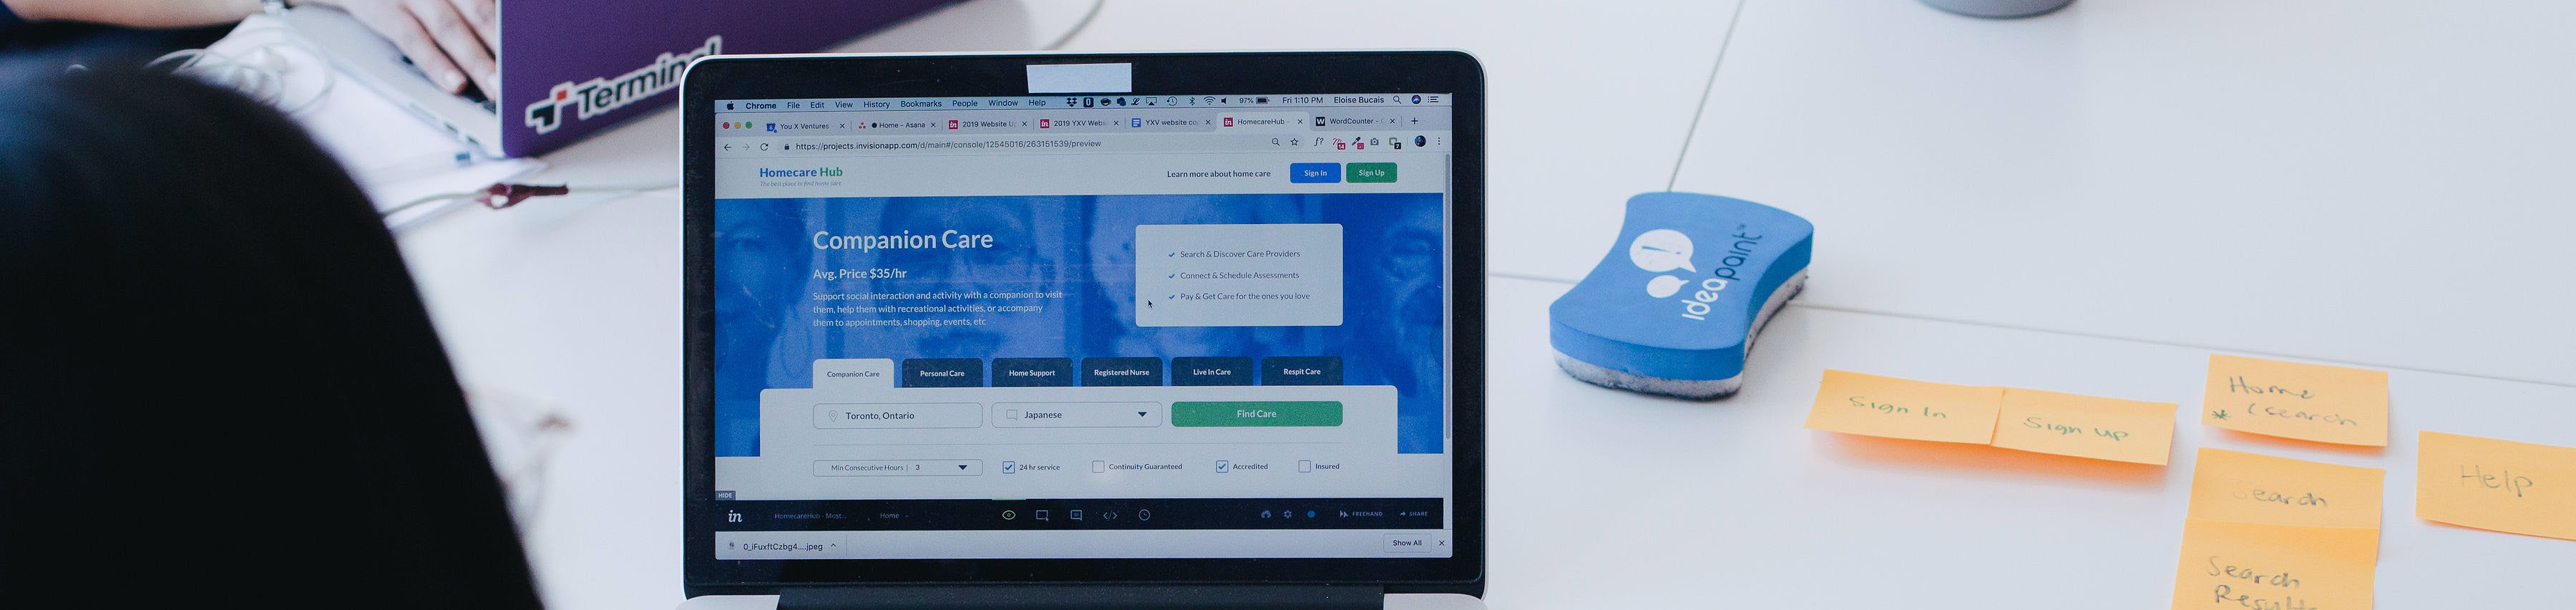 Terminal
Chrome File Edit View History Bookmarks People Window Help 97% Fri 1:10 PM Eloise Bucais
You X Ventures Home - Asana 2019 Website U 2019 YXV Webs YXV website co HomecareHub WordCounter -
https://projects.invisionapp.com/d/main#/console/12545016/263151539/preview
Homecare Hub
The best place to find home care
Learn more about home care Sign In Sign Up
Companion Care
Avg. Price $35/hr
Support social interaction and activity with a companion to visit
them, help them with recreational activities, or accompany
them to appointments, shopping, events, etc
Search & Discover Care Providers
Connect & Schedule Assessments
Pay & Get Care for the ones you love
Companion Care Personal Care Home Support Registered Nurse Live In Care Respit Care
Toronto, Ontario Japanese Find Care
Min Consecutive Hours | 3 24 hr service Continuity Guaranteed Accredited Insured
HIDE
in HomecareHub - Most... Home FREEHAND SHARE
0_iFuxftCzbg4....jpeg Show All
ideapaint
Sign In
Sign up
Home
* (search
Search
Search
Results
Help